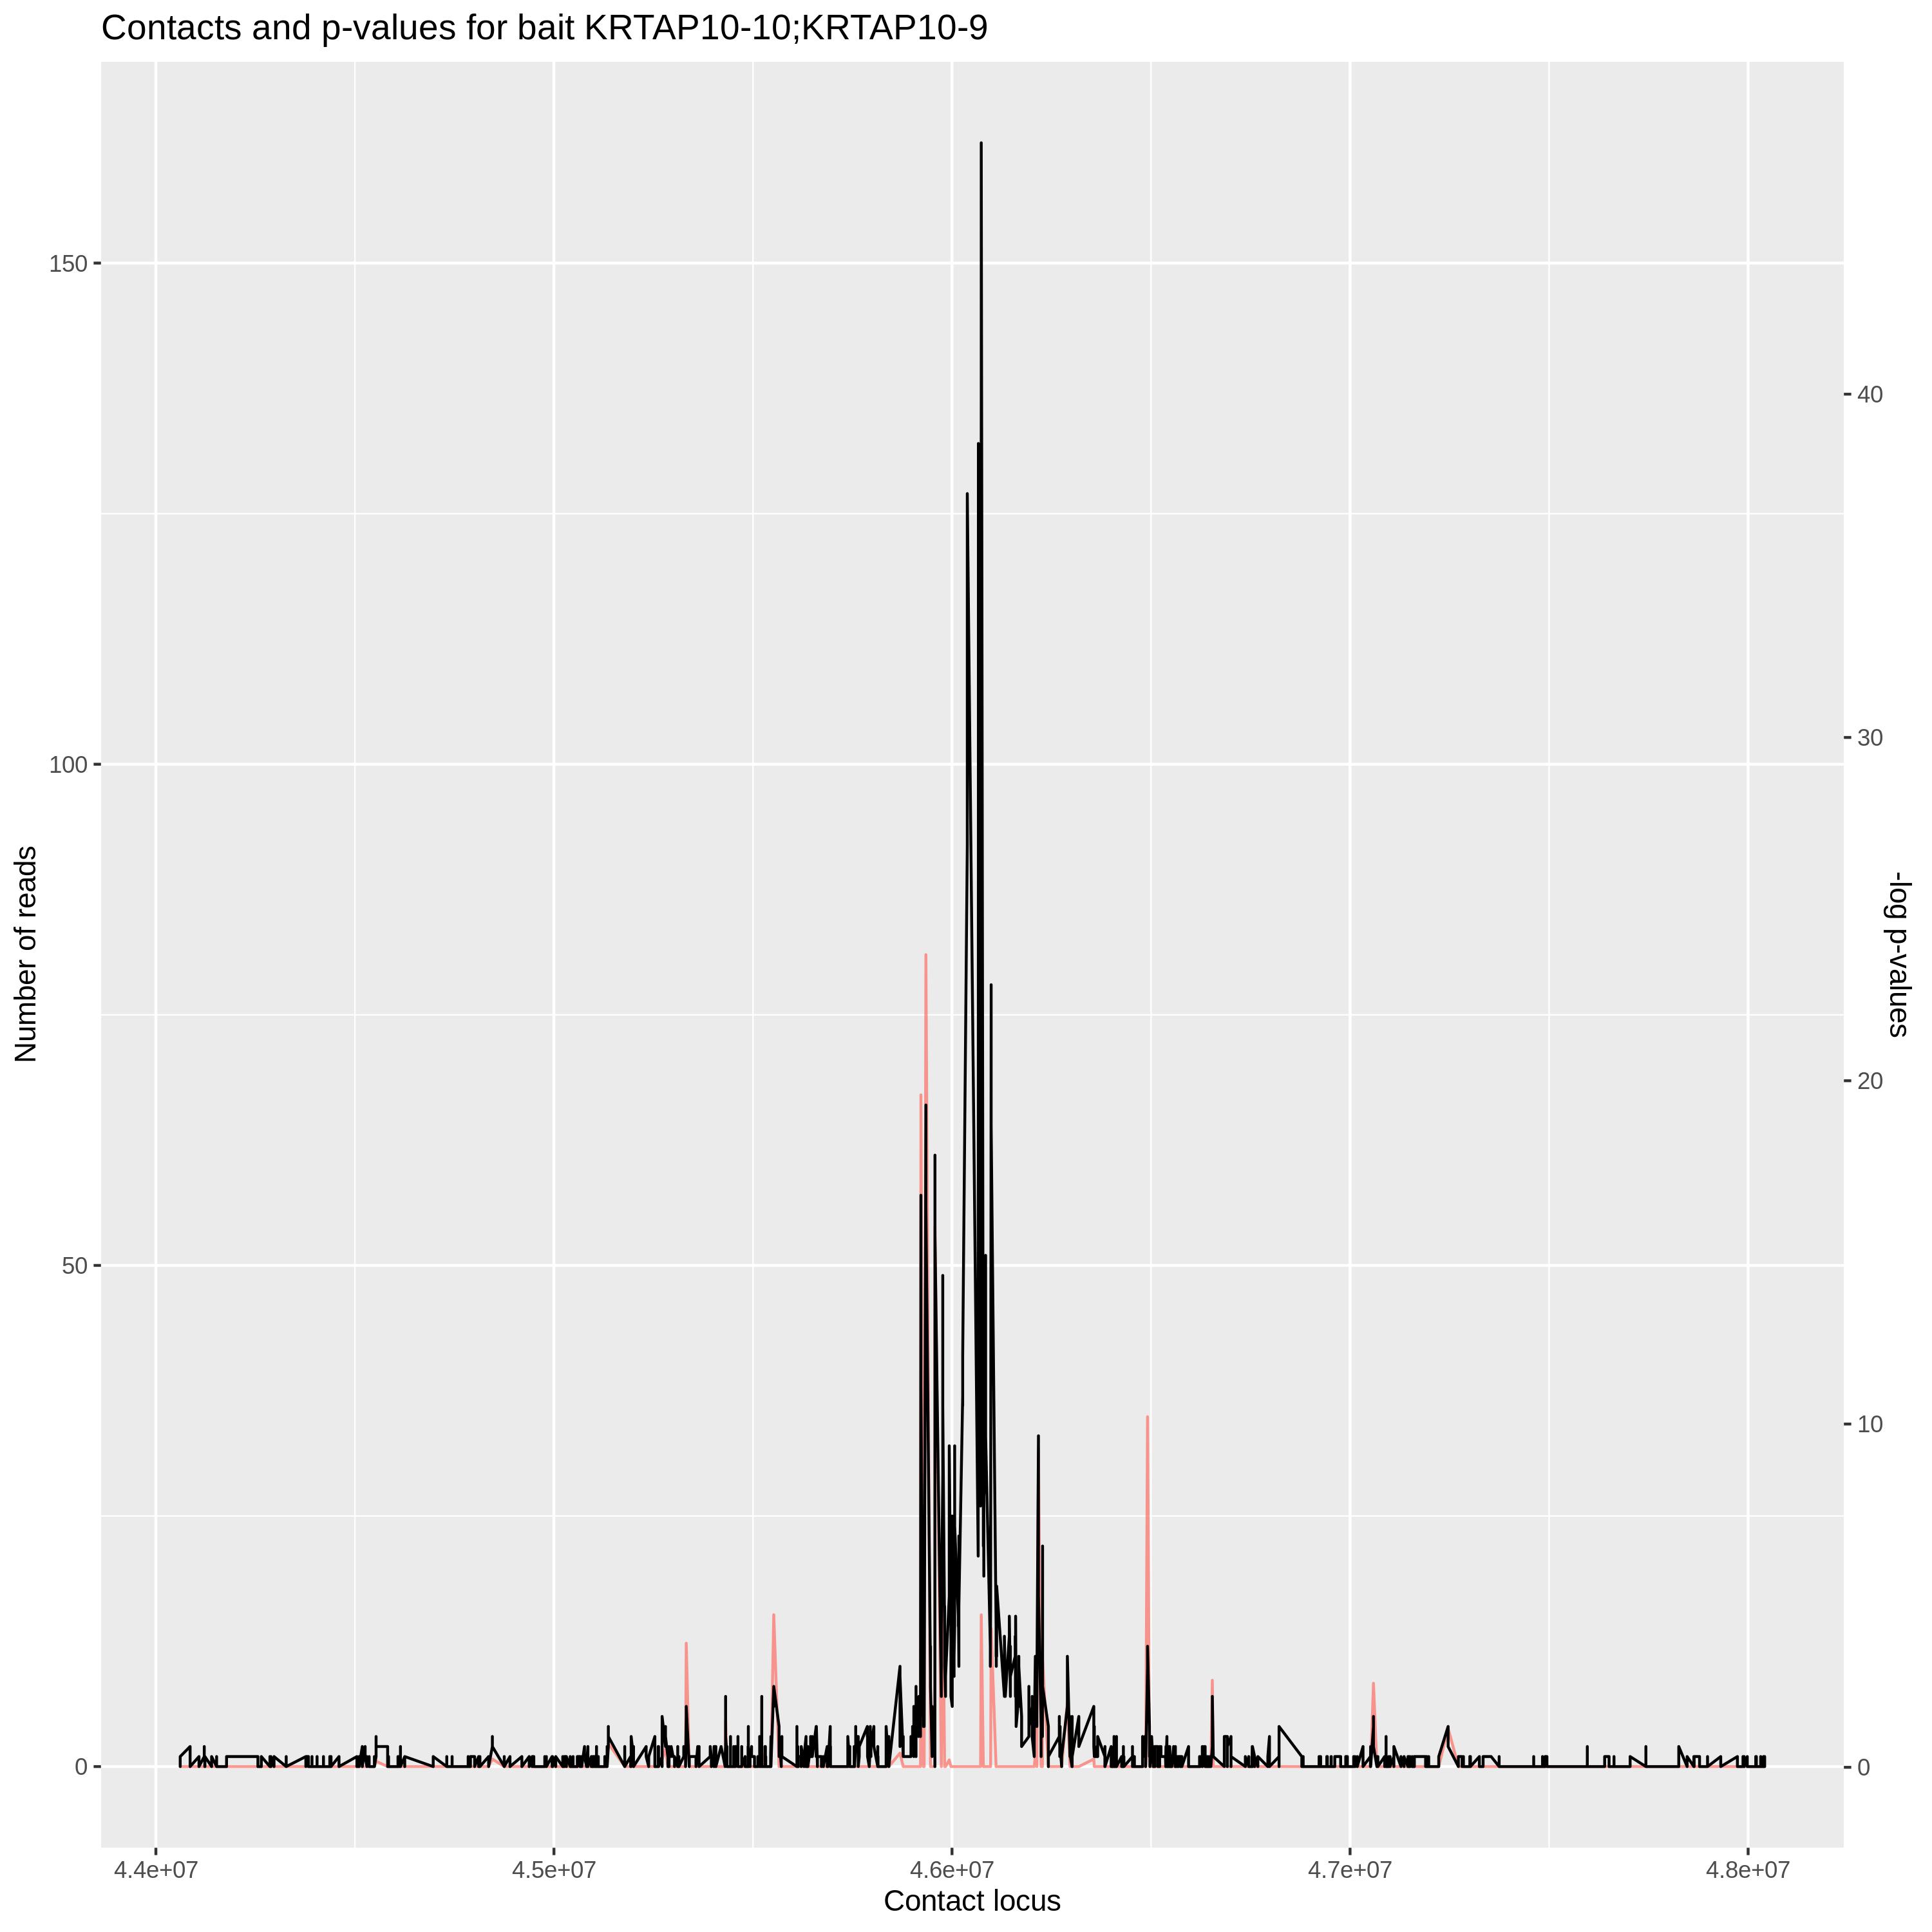 Contacts and p-values for bait KRTAP10-10;KRTAP10-9
150
100
50
0
Number of reads
40
30
20
10
0
-log p-values
4.4e+07
4.5e+07
4.6e+07
4.7e+07
4.8e+07
Contact locus